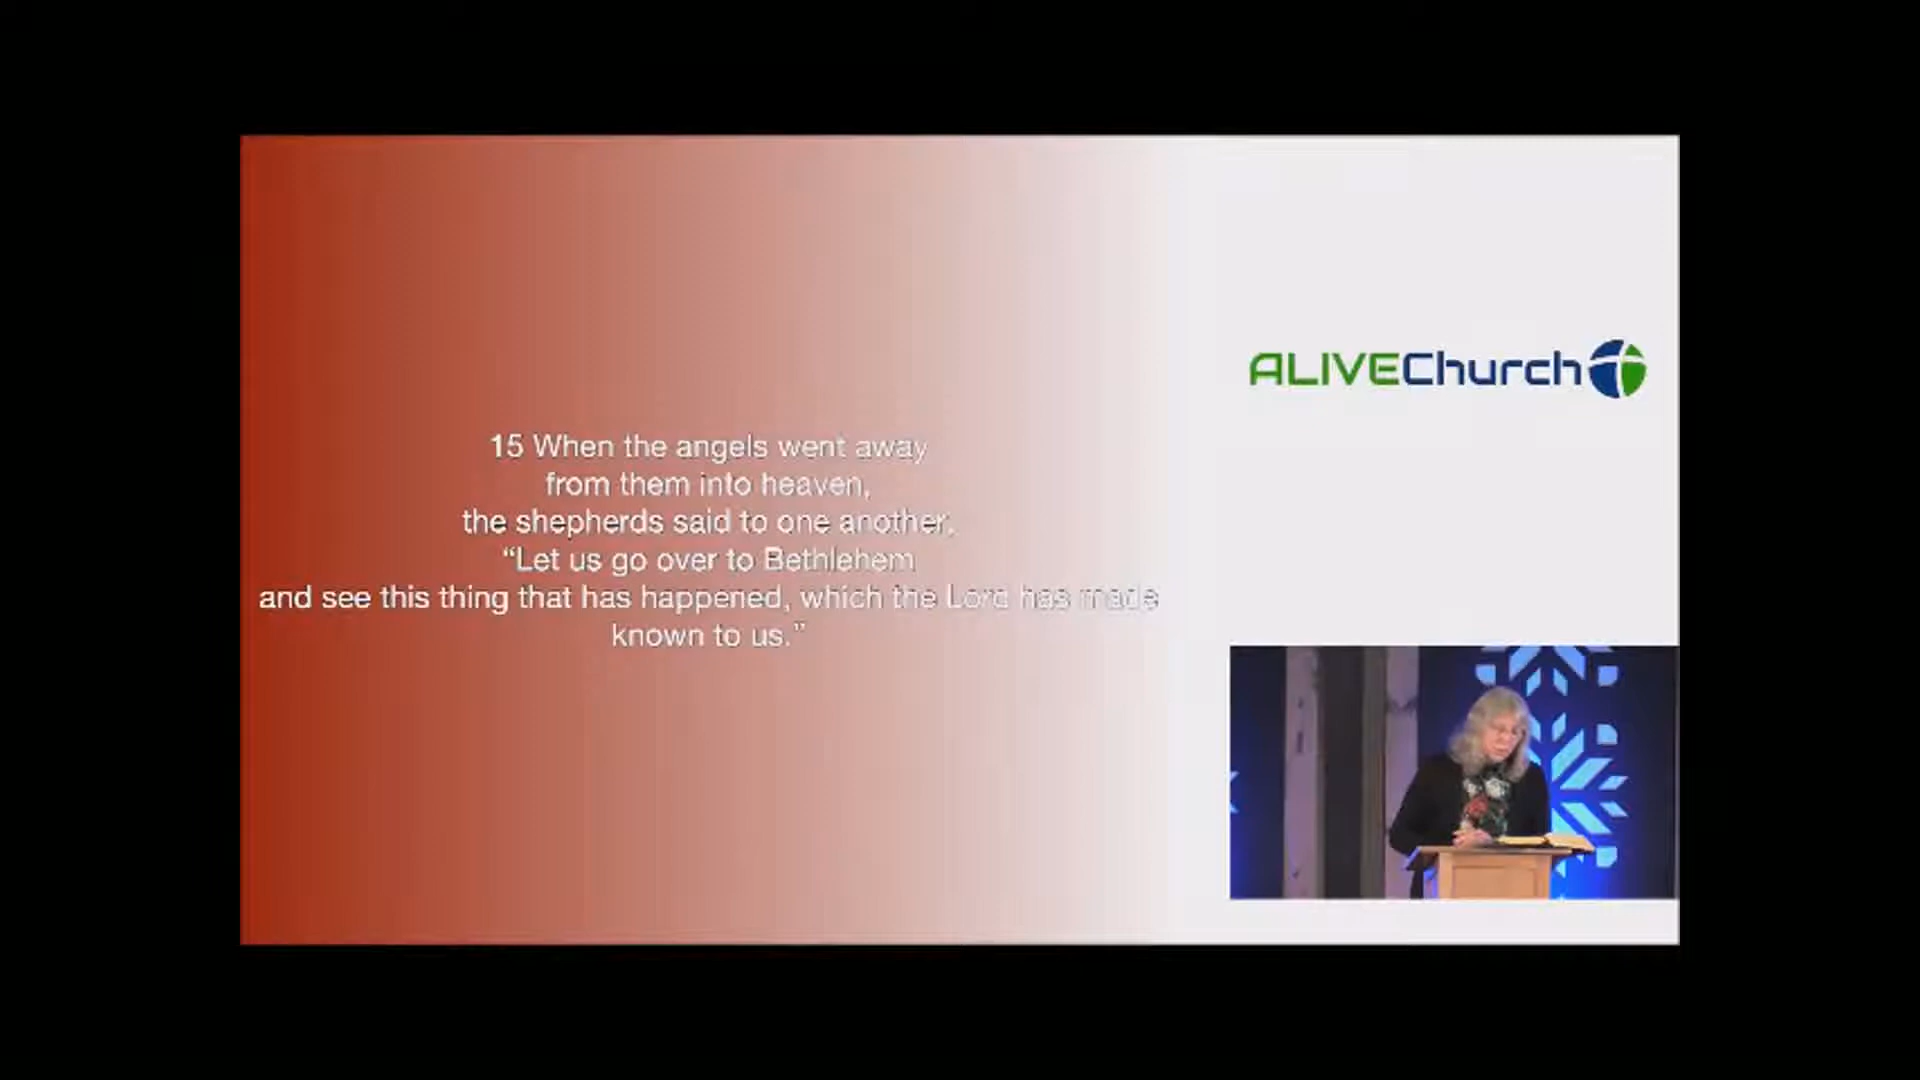 15 When the angels went away
from them into heaven,
the shepherds said to one another,
“Let us go over to Bethlehem
and see this thing that has happened, which the Lord has made
known to us.”
ALIVEChurch